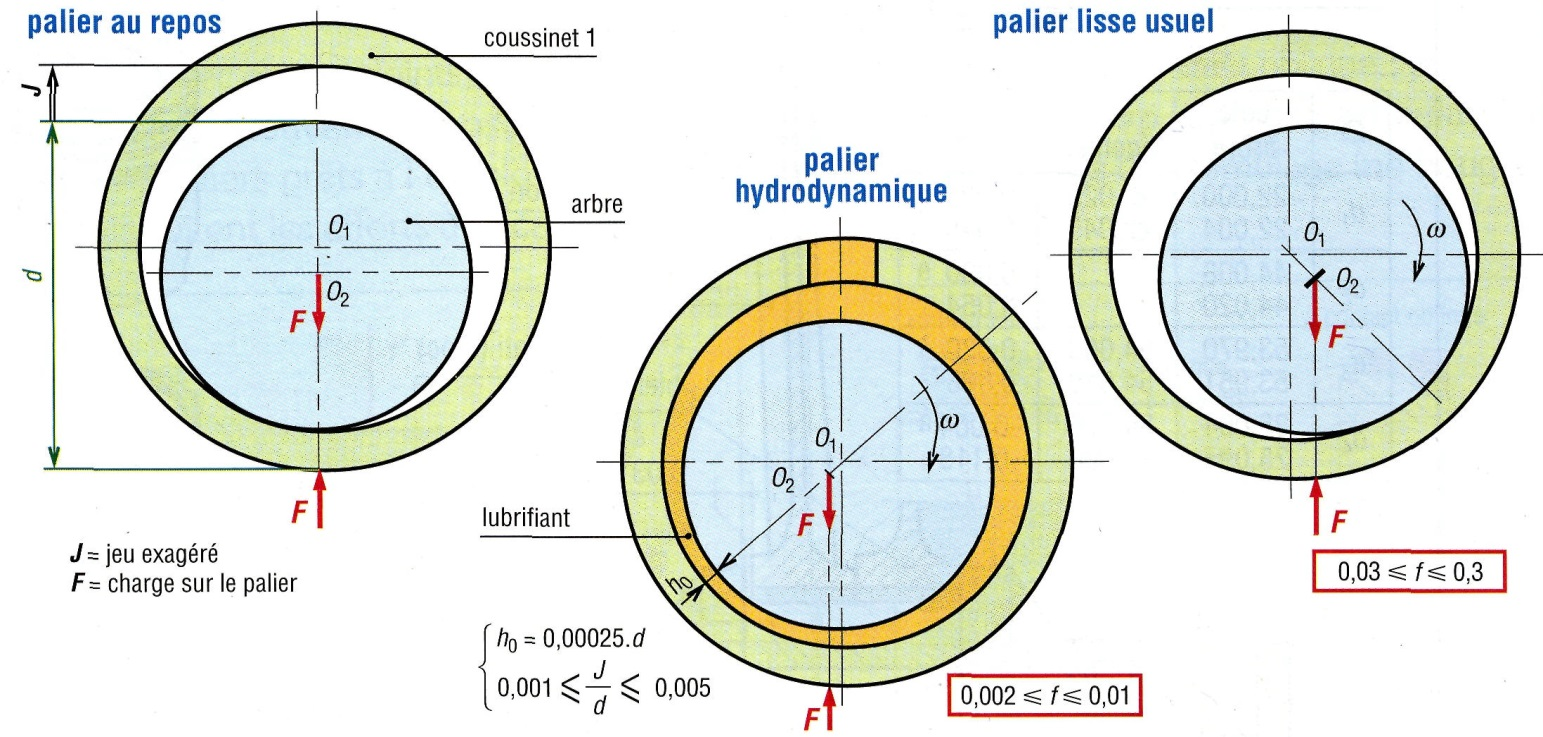 palier au repos
coussinet 1
J
d
arbre
O₁
O₂
F
F
J = jeu exagéré
F = charge sur le palier
palier
hydrodynamique
ω
O₁
O₂
F
lubrifiant
h₀
h₀ = 0,00025.d
0,001 ⩽ J/d ⩽ 0,005
F
0,002 ⩽ f ⩽ 0,01
palier lisse usuel
ω
O₁
O₂
F
F
0,03 ⩽ f ⩽ 0,3